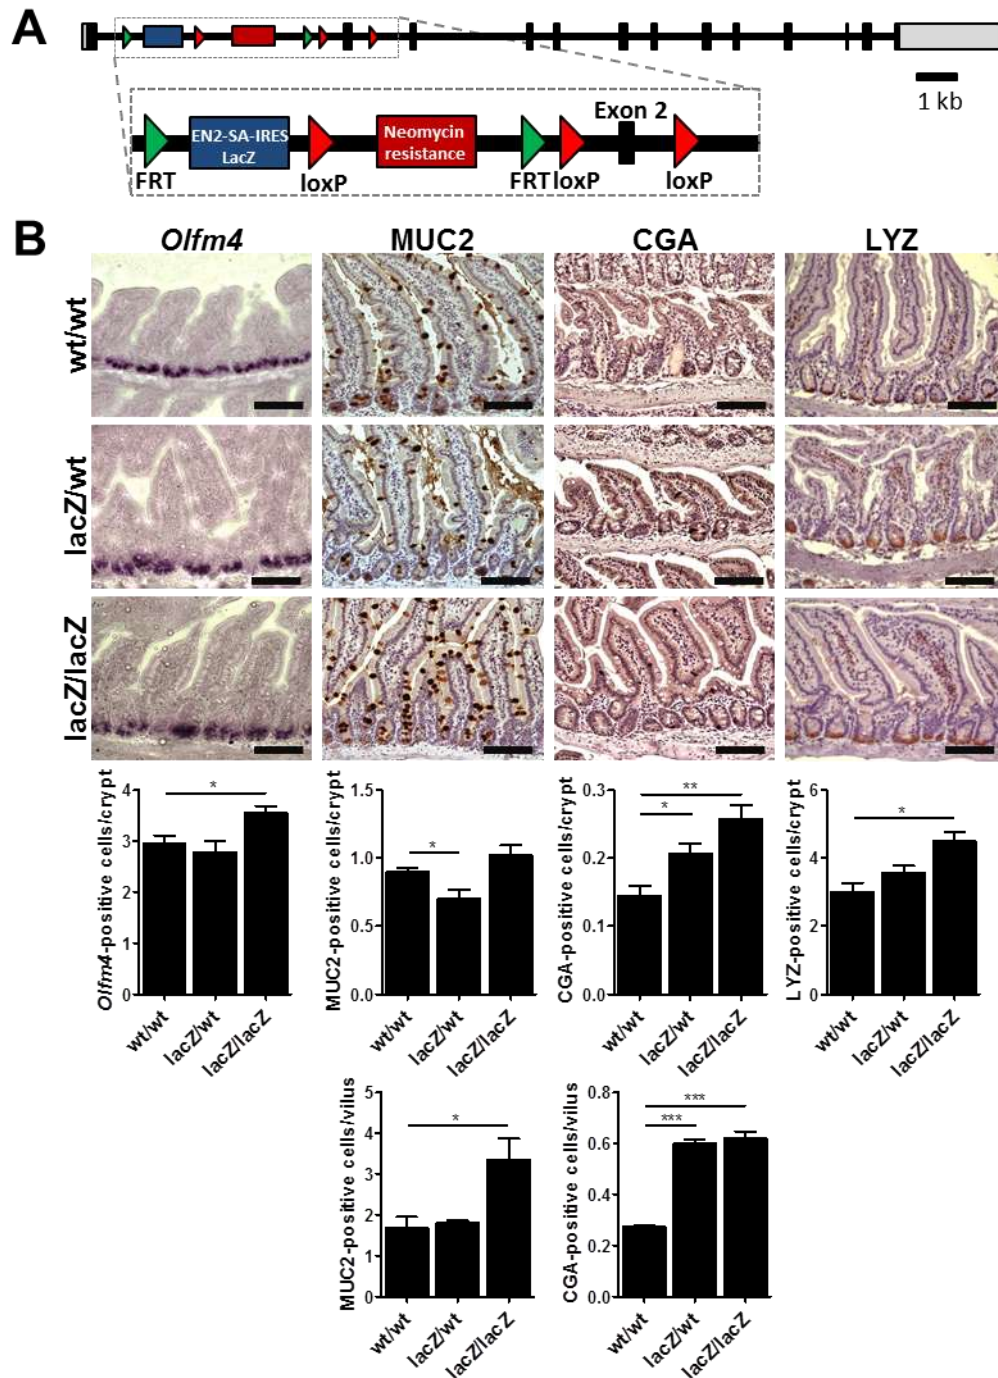 A
1 kb
Exon 2
EN2-SA-IRES
LacZ
Neomycin
resistance
FRT
loxP
FRT
loxP
loxP
B
Olfm4
MUC2
CGA
LYZ
wt/wt
lacZ/wt
lacZ/lacZ
Olfm4-positive cells/crypt
4
3
2
1
0
*
wt/wt
lacZ/wt
lacZ/lacZ
MUC2-positive cells/crypt
1.5
1.0
0.5
0.0
*
wt/wt
lacZ/wt
lacZ/lacZ
CGA-positive cells/crypt
0.3
0.2
0.1
0.0
**
*
wt/wt
lacZ/wt
lacZ/lacZ
LYZ-positive cells/crypt
6
4
2
0
*
wt/wt
lacZ/wt
lacZ/lacZ
MUC2-positive cells/vilus
5
4
3
2
1
0
*
wt/wt
lacZ/wt
lacZ/lacZ
CGA-positive cells/vilus
0.8
0.6
0.4
0.2
0.0
***
***
wt/wt
lacZ/wt
lacZ/lacZ